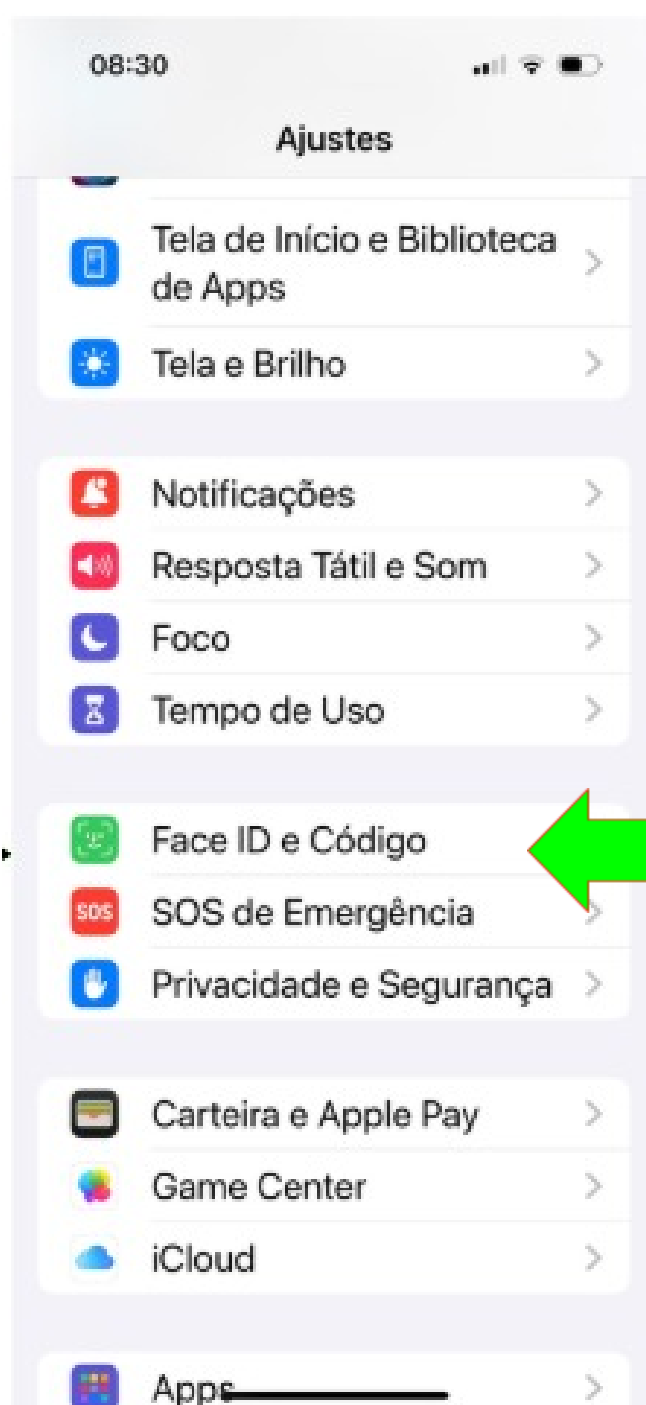 08:30
Ajustes
Tela de Início e Biblioteca
de Apps
Tela e Brilho
Notificações
Resposta Tátil e Som
Foco
Tempo de Uso
Face ID e Código
SOS SOS de Emergência
Privacidade e Segurança
Carteira e Apple Pay
Game Center
iCloud
Apps